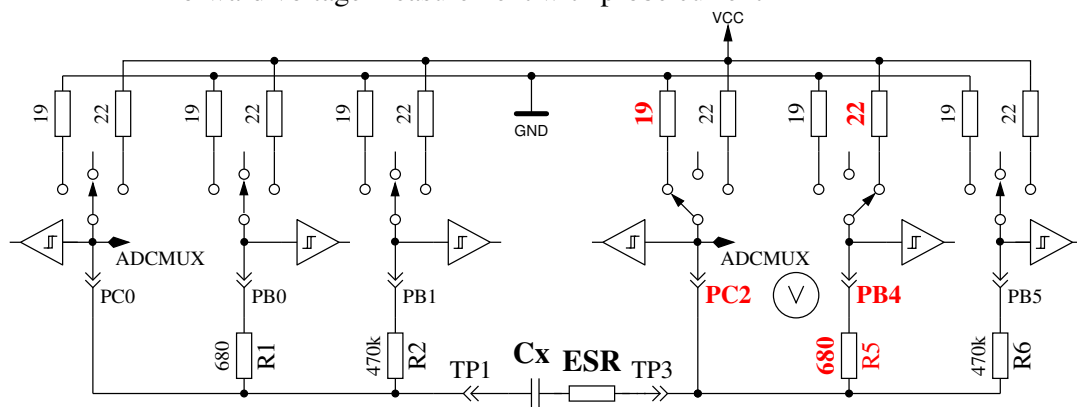 VCC
19
22
19
22
19
22
GND
19
22
19
22
19
22
ADCMUX
ADCMUX
PC0
PB0
PB1
PC2
V
PB4
PB5
680
R1
470k
R2
TP1
Cx
ESR
TP3
680
R5
470k
R6